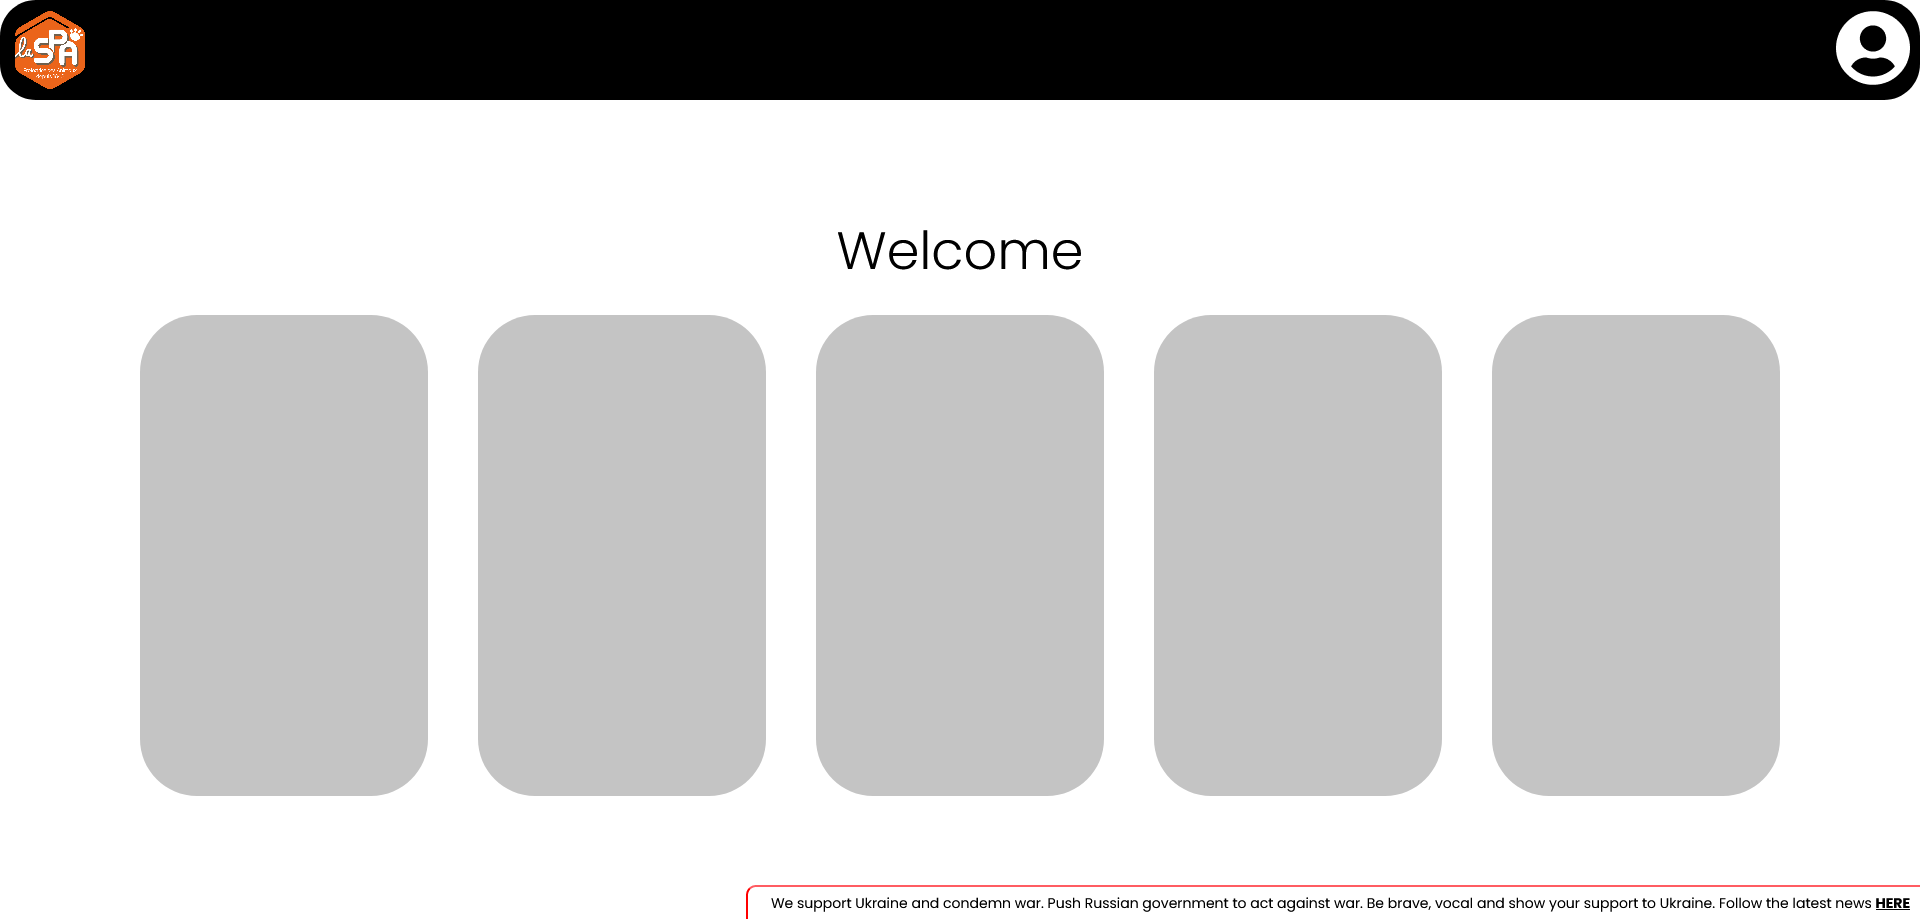 la SPA
Welcome
We support Ukraine and condemn war. Push Russian government to act against war. Be brave, vocal and show your support to Ukraine. Follow the latest news HERE